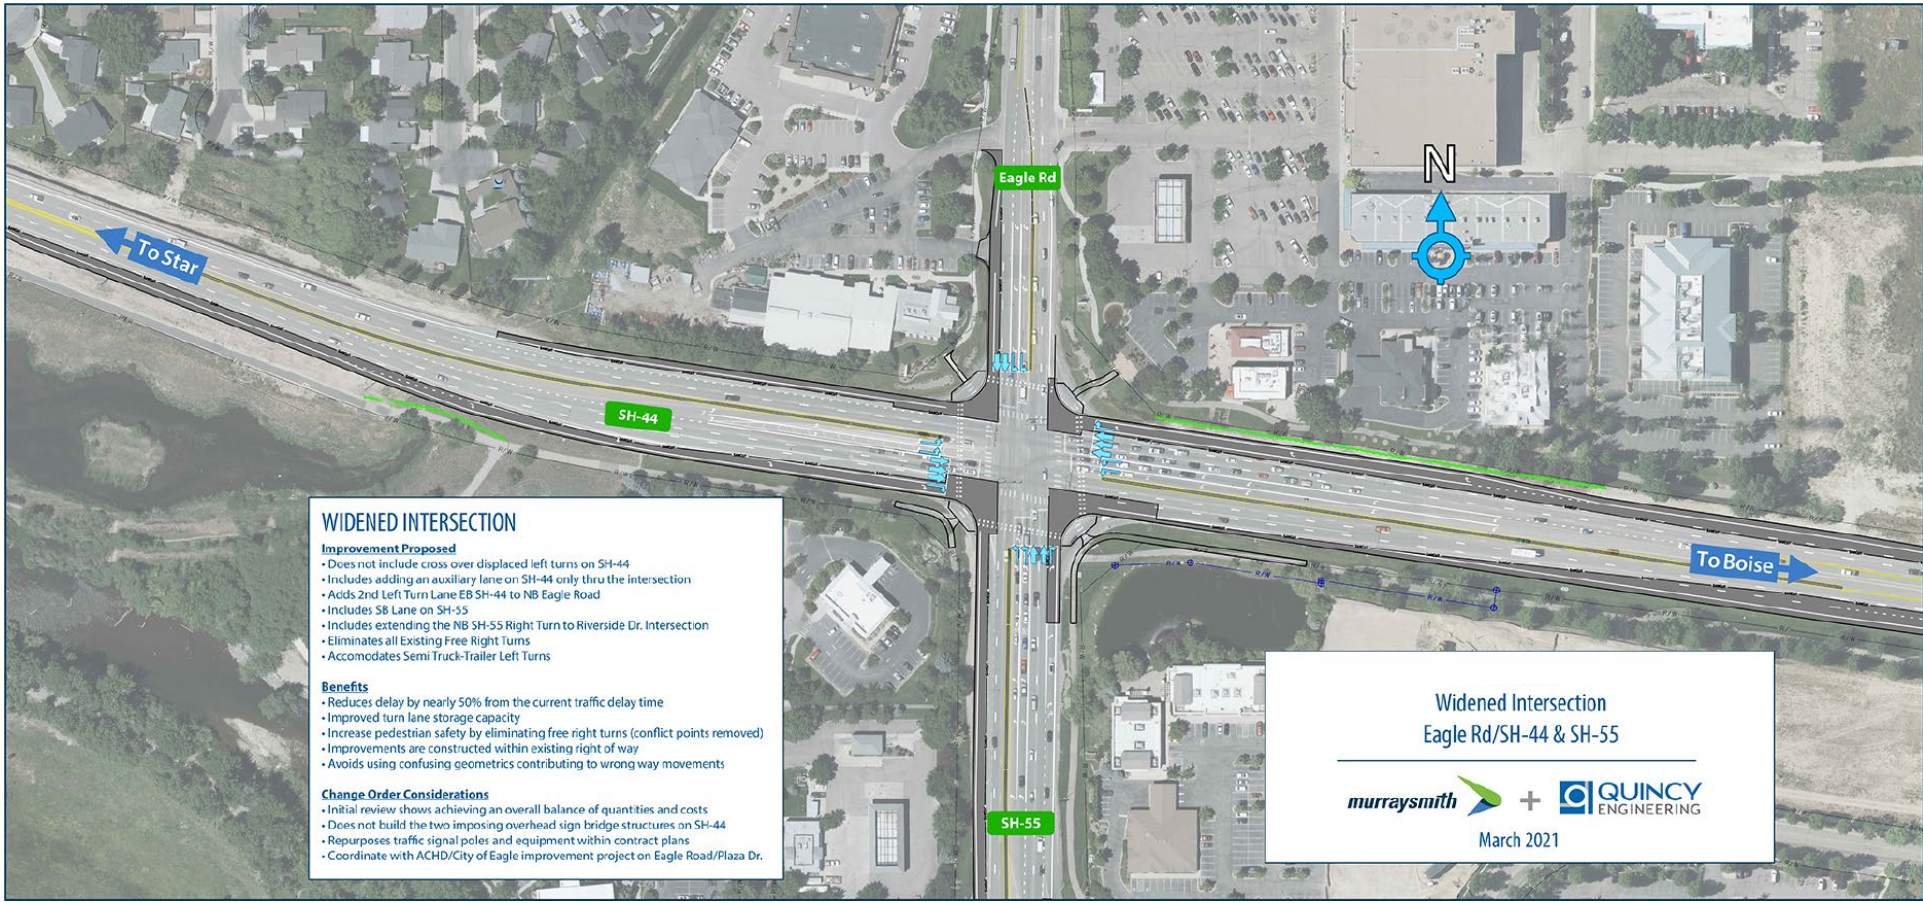 Eagle Rd
N
To Star
SH-44
WIDENED INTERSECTION
Improvement Proposed
• Does not include cross over displaced left turns on SH-44
• Includes adding an auxiliary lane on SH-44 only thru the intersection
• Adds 2nd Left Turn Lane EB SH-44 to NB Eagle Road
• Includes SB Lane on SH-55
• Includes extending the NB SH-55 Right Turn to Riverside Dr. Intersection
• Eliminates all Existing Free Right Turns
• Accomodates Semi Truck-Trailer Left Turns
Benefits
• Reduces delay by nearly 50% from the current traffic delay time
• Improved turn lane storage capacity
• Increase pedestrian safety by eliminating free right turns (conflict points removed)
• Improvements are constructed within existing right of way
• Avoids using confusing geometrics contributing to wrong way movements
Change Order Considerations
• Initial review shows achieving an overall balance of quantities and costs
• Does not build the two imposing overhead sign bridge structures on SH-44
• Repurposes traffic signal poles and equipment within contract plans
• Coordinate with ACHD/City of Eagle improvement project on Eagle Road/Plaza Dr.
To Boise
SH-55
Widened Intersection
Eagle Rd/SH-44 & SH-55
murraysmith + QUINCY
ENGINEERING
March 2021